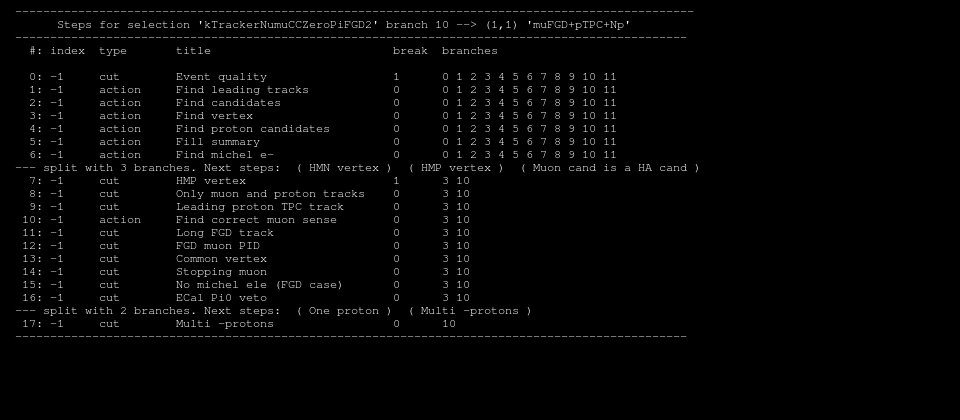 -------------------------------------------------------------------------------------------------
Steps for selection 'kTrackerNumuCCZeroPiFGD2' branch 10 --> (1,1) 'muFGD+pTPC+Np'
------------------------------------------------------------------------------------------------
#: index type title break branches
0: -1 cut Event quality 1 0 1 2 3 4 5 6 7 8 9 10 11
1: -1 action Find leading tracks 0 0 1 2 3 4 5 6 7 8 9 10 11
2: -1 action Find candidates 0 0 1 2 3 4 5 6 7 8 9 10 11
3: -1 action Find vertex 0 0 1 2 3 4 5 6 7 8 9 10 11
4: -1 action Find proton candidates 0 0 1 2 3 4 5 6 7 8 9 10 11
5: -1 action Fill summary 0 0 1 2 3 4 5 6 7 8 9 10 11
6: -1 action Find michel e- 0 0 1 2 3 4 5 6 7 8 9 10 11
--- split with 3 branches. Next steps: ( HMN vertex ) ( HMP vertex ) ( Muon cand is a HA cand )
7: -1 cut HMP vertex 1 3 10
8: -1 cut Only muon and proton tracks 0 3 10
9: -1 cut Leading proton TPC track 0 3 10
10: -1 action Find correct muon sense 0 3 10
11: -1 cut Long FGD track 0 3 10
12: -1 cut FGD muon PID 0 3 10
13: -1 cut Common vertex 0 3 10
14: -1 cut Stopping muon 0 3 10
15: -1 cut No michel ele (FGD case) 0 3 10
16: -1 cut ECal Pi0 veto 0 3 10
--- split with 2 branches. Next steps: ( One proton ) ( Multi -protons )
17: -1 cut Multi -protons 0 10
------------------------------------------------------------------------------------------------